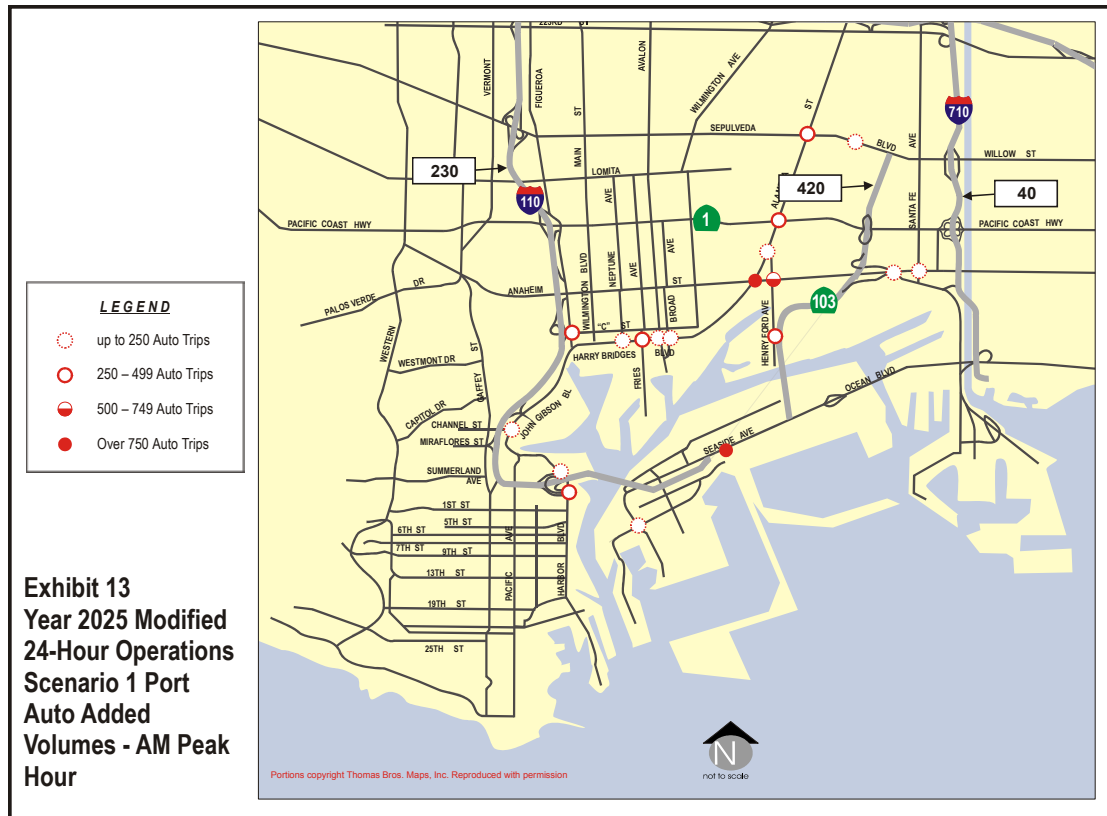 223RD ST
VERMONT
FIGUEROA
MAIN ST
AVALON
WILMINGTON AVE
ST
SEPULVEDA
BLVD
AVE
710
WILLOW ST
230
LOMITA
110
AVE
420
40
SANTA FE
PACIFIC COAST HWY
1
PACIFIC COAST HWY
NEPTUNE
AVE
AVE
WILMINGTON BLVD
BROAD
ANAHEIM
ST
103
PALOS VERDE DR
"C" ST
HENRY FORD AVE
WESTERN
HARRY BRIDGES BLVD
FRIES
WESTMONT DR
ST
GAFFEY
OCEAN BLVD
CAPITOL DR
JOHN GIBSON BL
CHANNEL ST
MIRAFLORES ST
SEASIDE AVE
SUMMERLAND
AVE
1ST ST
5TH ST
6TH ST
7TH ST
9TH ST
AVE
BLVD
13TH ST
PACIFIC
HARBOR
19TH ST
25TH ST
LEGEND
up to 250 Auto Trips
250 – 499 Auto Trips
500 – 749 Auto Trips
Over 750 Auto Trips
Exhibit 13
Year 2025 Modified
24-Hour Operations
Scenario 1 Port
Auto Added
Volumes - AM Peak
Hour
N
not to scale
Portions copyright Thomas Bros. Maps, Inc. Reproduced with permission